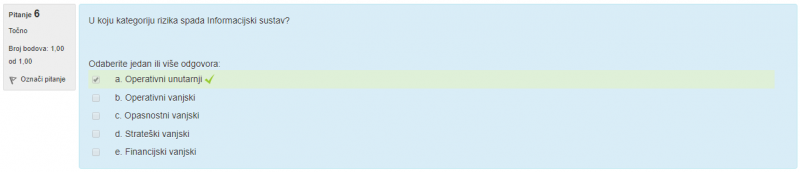 Pitanje 6
Točno
Broj bodova: 1,00
od 1,00
Označi pitanje
U koju kategoriju rizika spada Informacijski sustav?
Odaberite jedan ili više odgovora:
a. Operativni unutarnji
b. Operativni vanjski
c. Opasnostni vanjski
d. Strateški vanjski
e. Financijski vanjski